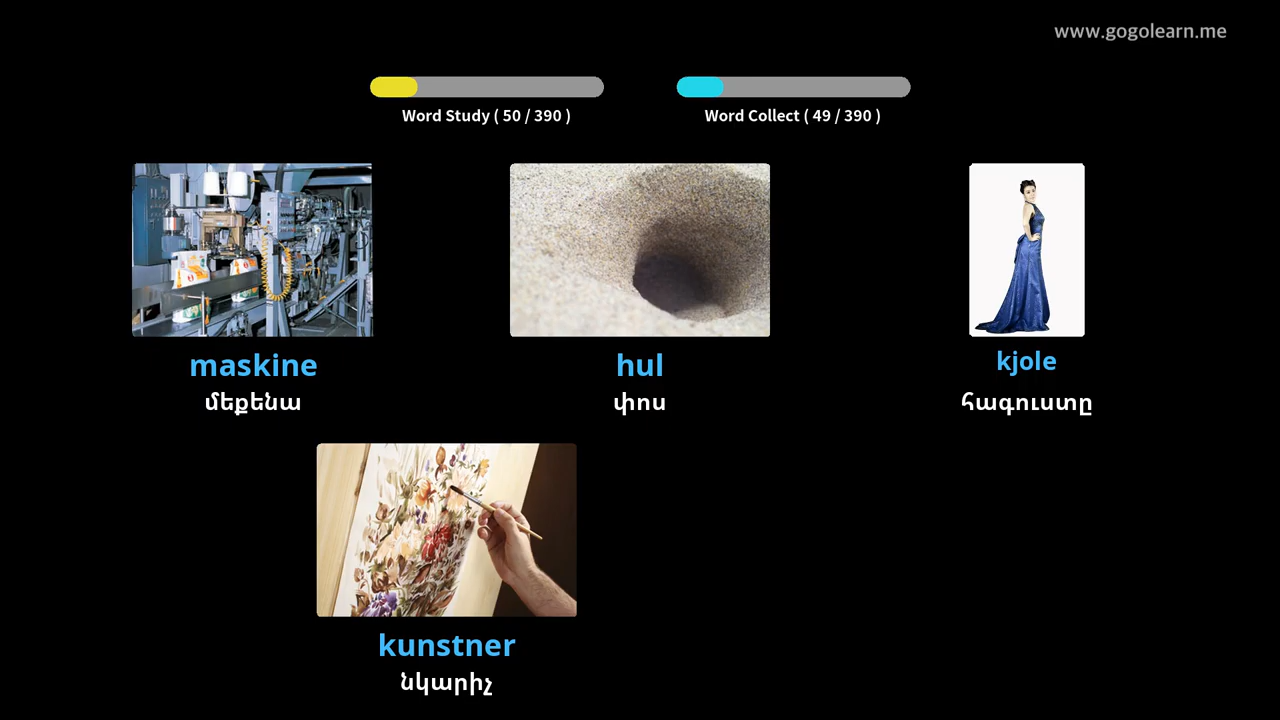 www.gogolearn.me
Word Study ( 50 / 390 )
Word Collect ( 49 / 390 )
maskine
մեքենա
hul
փոս
kjole
հագուստը
kunstner
նկարիչ